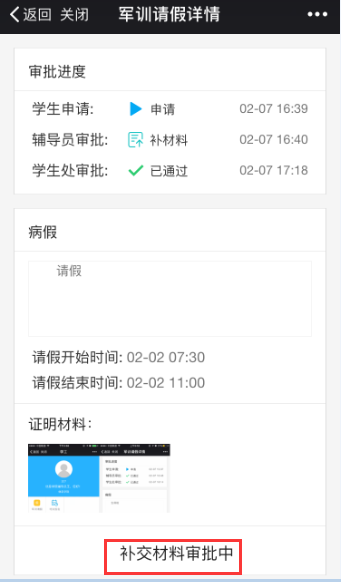 返回 关闭 军训请假详情
审批进度
学生申请: 申请 02-07 16:39
辅导员审批: 补材料 02-07 16:40
学生处审批: 已通过 02-07 17:18
病假
请假
请假开始时间: 02-02 07:30
请假结束时间: 02-02 11:00
证明材料:
补交材料审批中